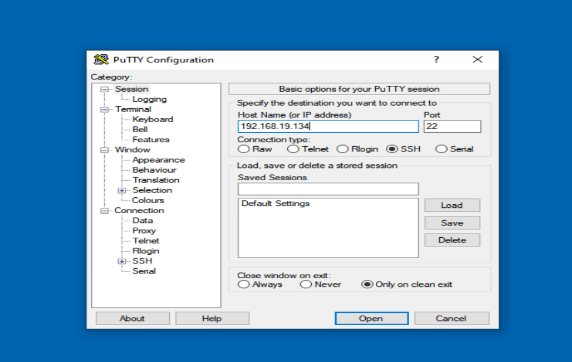 PuTTY Configuration
?
Category:
Session
Logging
Terminal
Keyboard
Bell
Features
Window
Appearance
Behaviour
Translation
Selection
Colours
Connection
Data
Proxy
Telnet
Rlogin
SSH
Serial
Basic options for your PuTTY session
Specify the destination you want to connect to
Host Name (or IP address) Port
192.168.19.134 22
Connection type:
Raw Telnet Rlogin SSH Serial
Load, save or delete a stored session
Saved Sessions
Default Settings
Load
Save
Delete
Close window on exit:
Always Never Only on clean exit
About Help Open Cancel